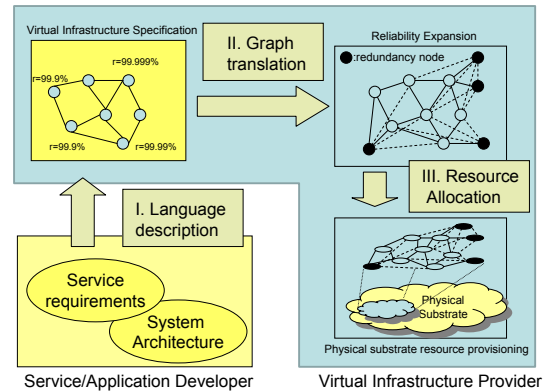 Virtual Infrastructure Specification
r=99.999%
r=99.9%
r=99.9%
r=99.99%
II. Graph
translation
Reliability Expansion
:redundancy node
I. Language
description
III. Resource
Allocation
Service
requirements
System
Architecture
Physical
Substrate
Physical substrate resource provisioning
Service/Application Developer
Virtual Infrastructure Provider